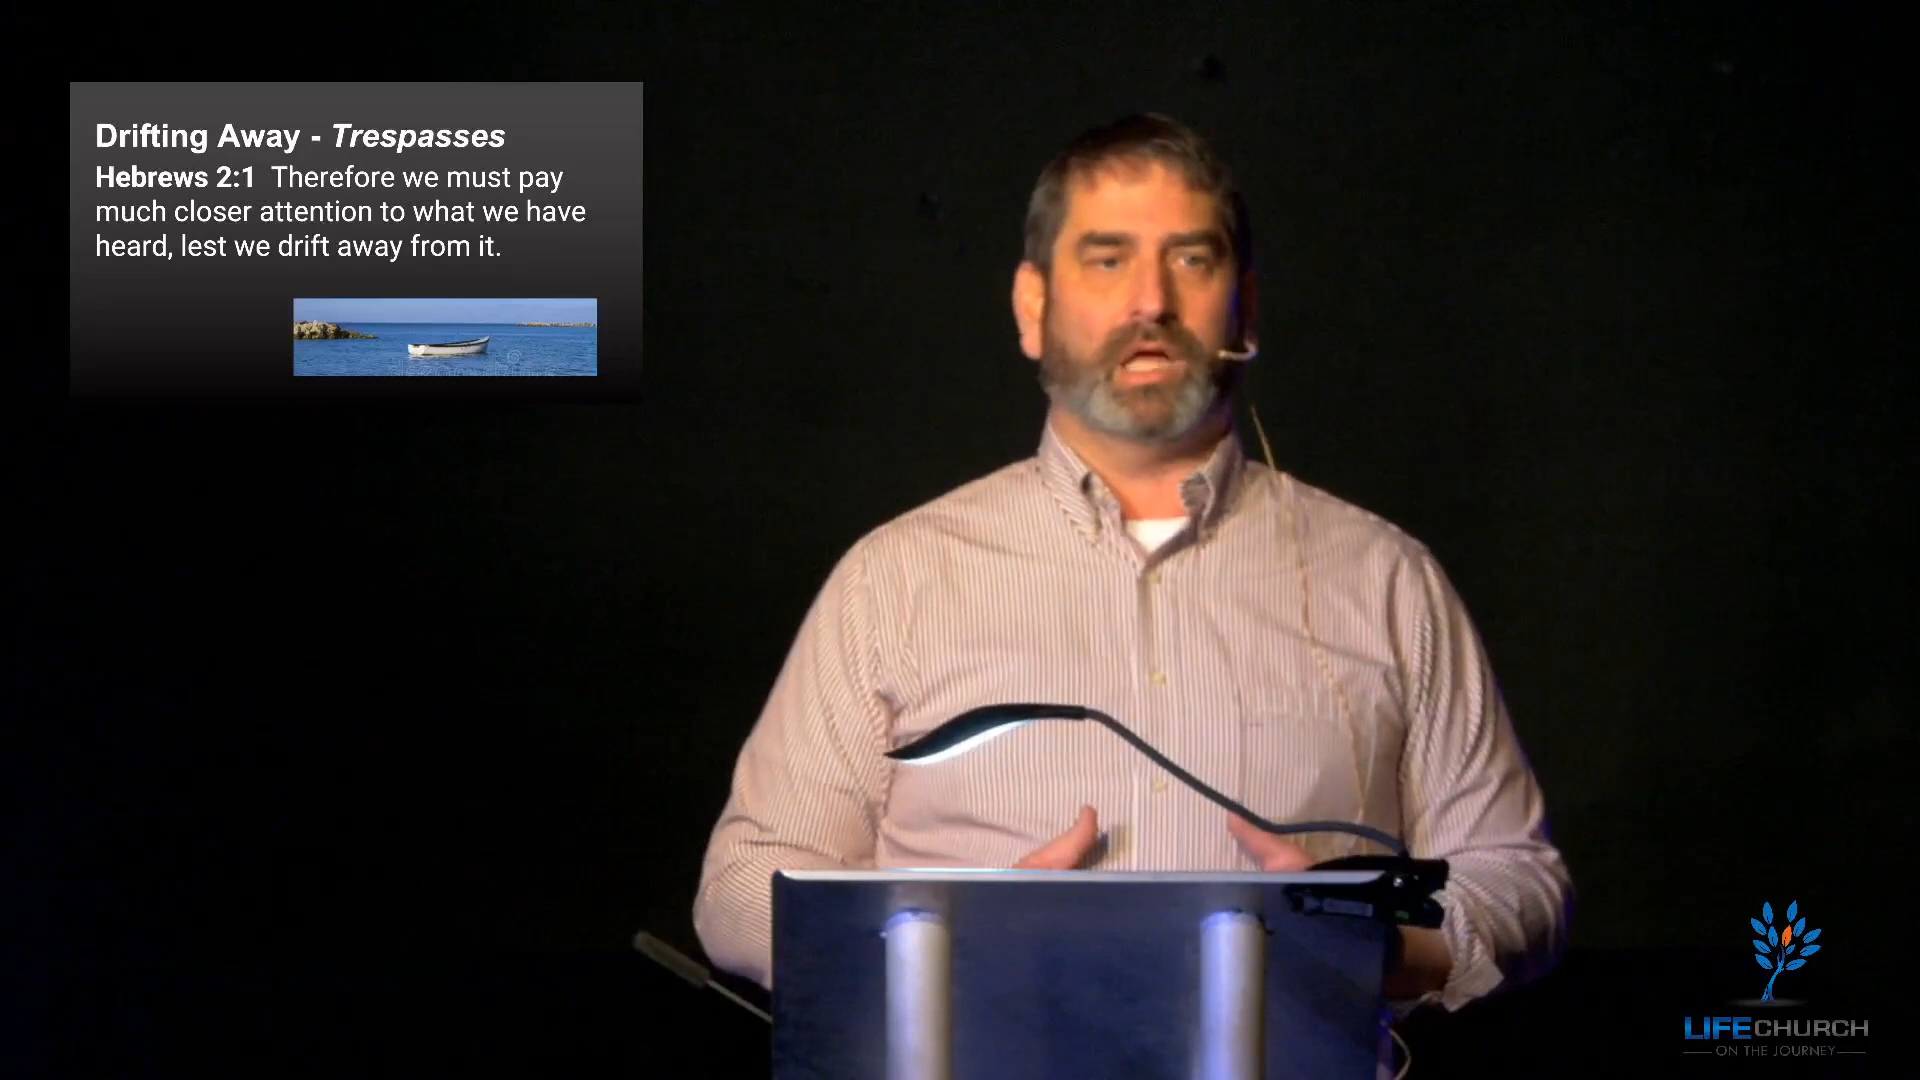 Drifting Away - Trespasses
Hebrews 2:1 Therefore we must pay
much closer attention to what we have
heard, lest we drift away from it.
LIFECHURCH
ON THE JOURNEY